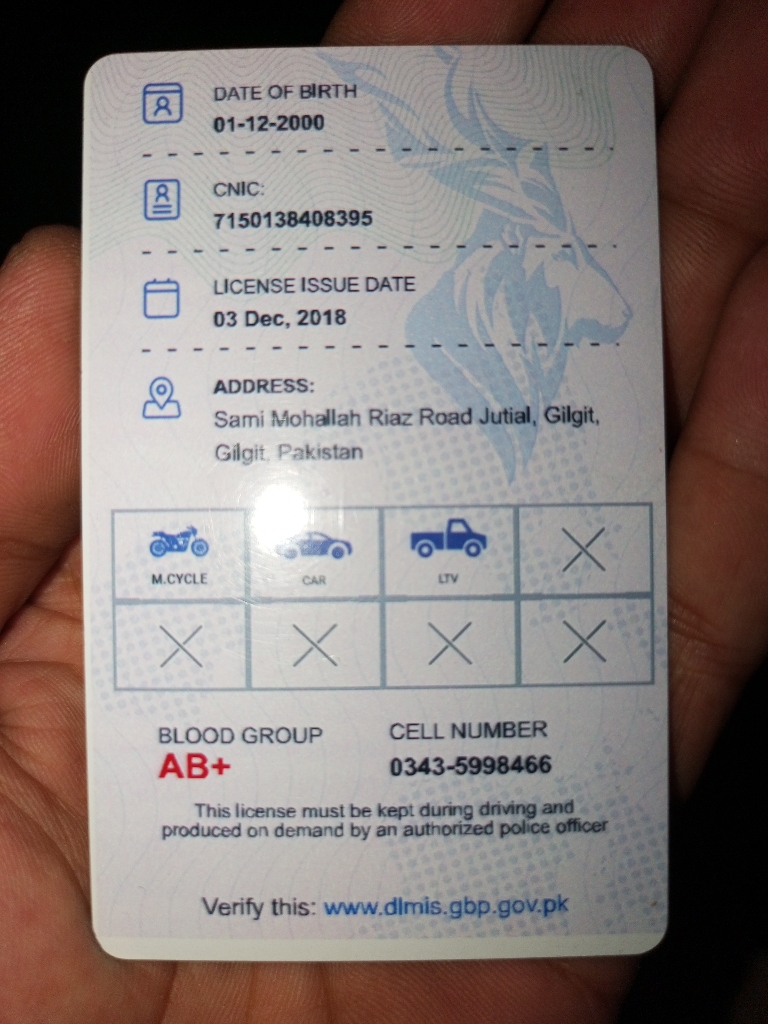 DATE OF BIRTH
01-12-2000
CNIC:
7150138408395
LICENSE ISSUE DATE
03 Dec, 2018
ADDRESS:
Sami Mohallah Riaz Road Jutial, Gilgit,
Gilgit, Pakistan
M.CYCLE CAR LTV
BLOOD GROUP CELL NUMBER
AB+ 0343-5998466
This license must be kept during driving and
produced on demand by an authorized police officer
Verify this: www.dlmis.gbp.gov.pk